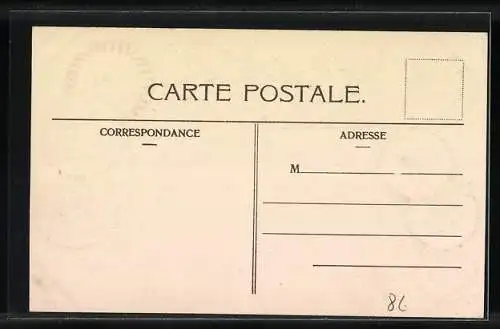 CARTE POSTALE.
CORRESPONDANCE
ADRESSE
M
86